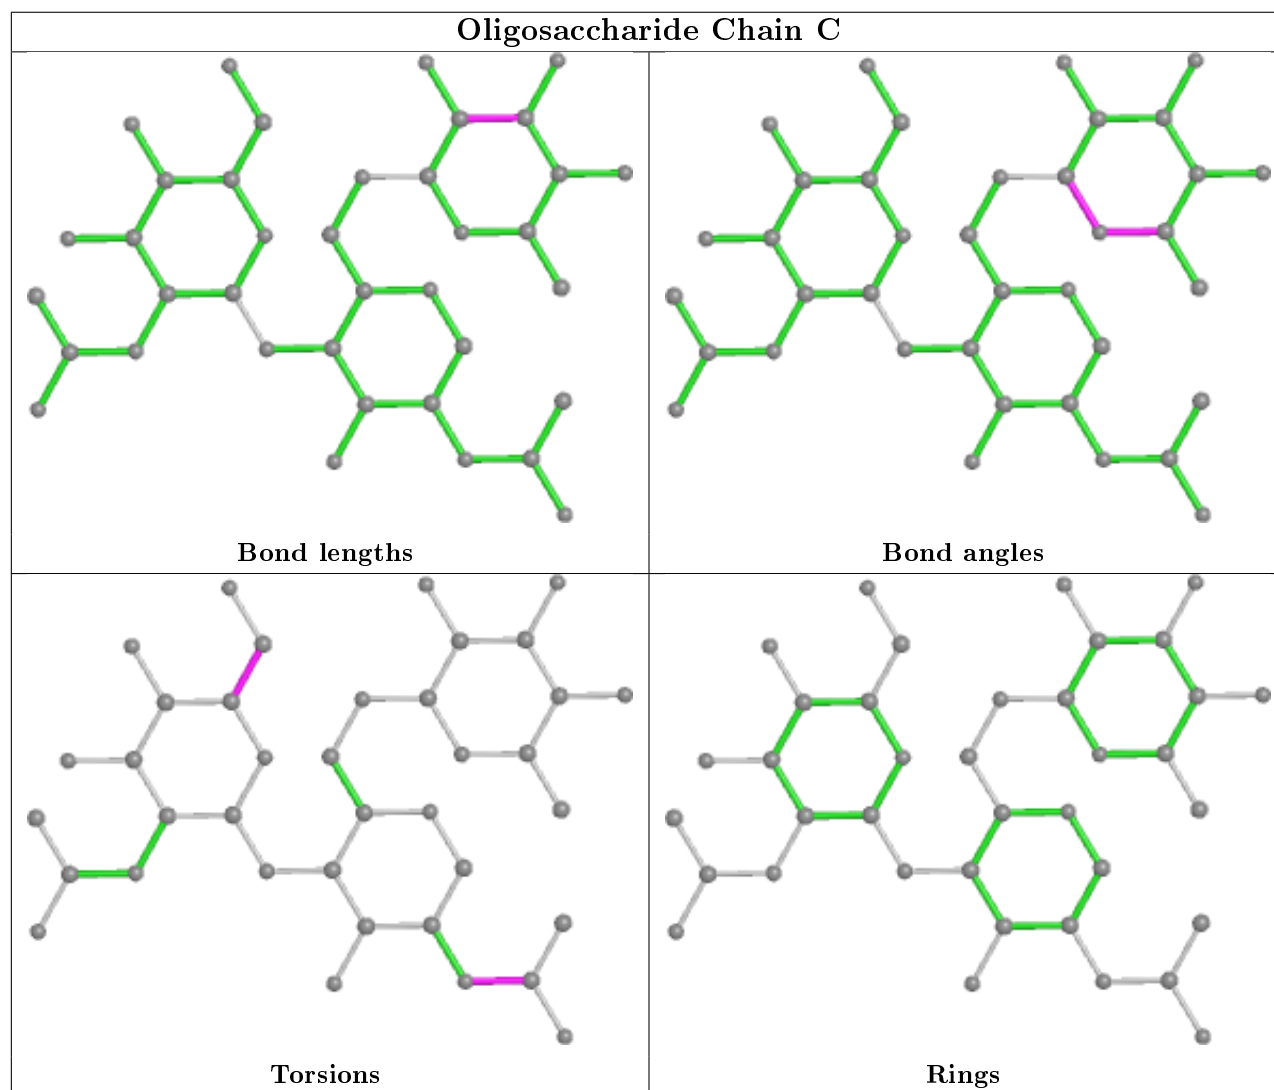 Oligosaccharide Chain C
Bond lengths
Bond angles
Torsions
Rings